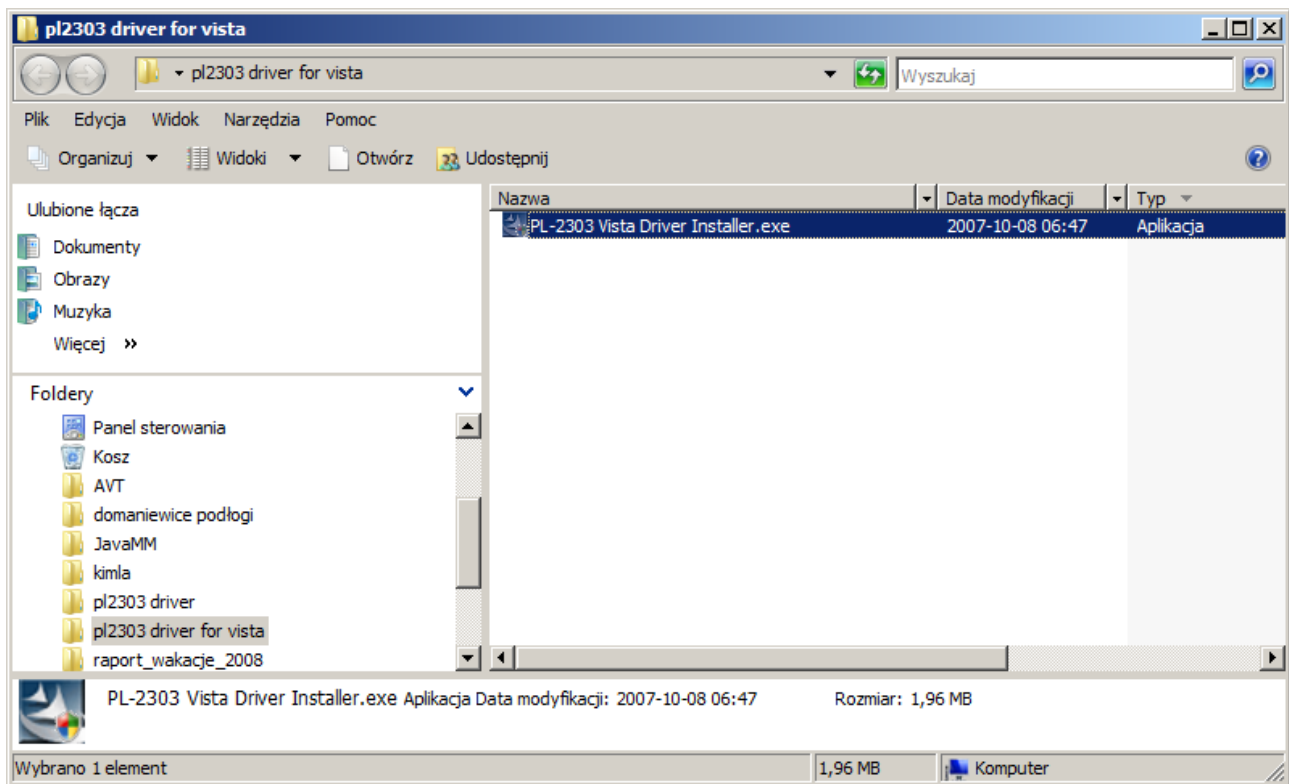 pl2303 driver for vista
pl2303 driver for vista
Wyszukaj
Plik Edycja Widok Narzędzia Pomoc
Organizuj Widoki Otwórz Udostępnij
Ulubione łącza
Dokumenty
Obrazy
Muzyka
Więcej »
Foldery
Panel sterowania
Kosz
AVT
domaniewice podłogi
JavaMM
kimla
pl2303 driver
pl2303 driver for vista
raport_wakacje_2008
Nazwa Data modyfikacji Typ
PL-2303 Vista Driver Installer.exe 2007-10-08 06:47 Aplikacja
PL-2303 Vista Driver Installer.exe Aplikacja Data modyfikacji: 2007-10-08 06:47 Rozmiar: 1,96 MB
Wybrano 1 element 1,96 MB Komputer